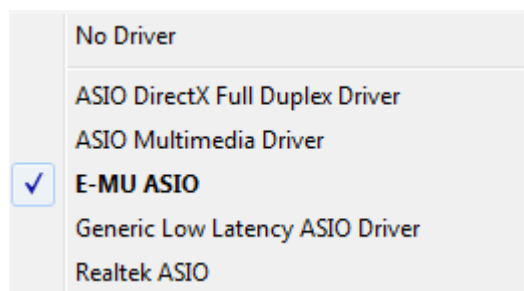 No Driver
ASIO DirectX Full Duplex Driver
ASIO Multimedia Driver
E-MU ASIO
Generic Low Latency ASIO Driver
Realtek ASIO